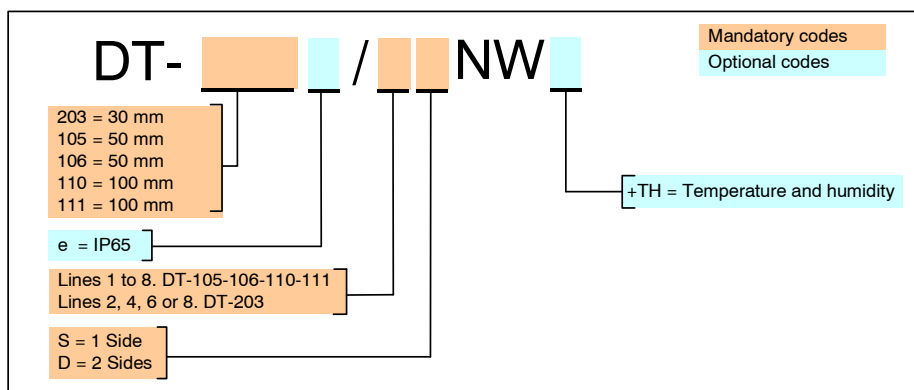 DT- / NW
Mandatory codes
Optional codes
203 = 30 mm
105 = 50 mm
106 = 50 mm
110 = 100 mm
111 = 100 mm
+TH = Temperature and humidity
e = IP65
Lines 1 to 8. DT-105-106-110-111
Lines 2, 4, 6 or 8. DT-203
S = 1 Side
D = 2 Sides